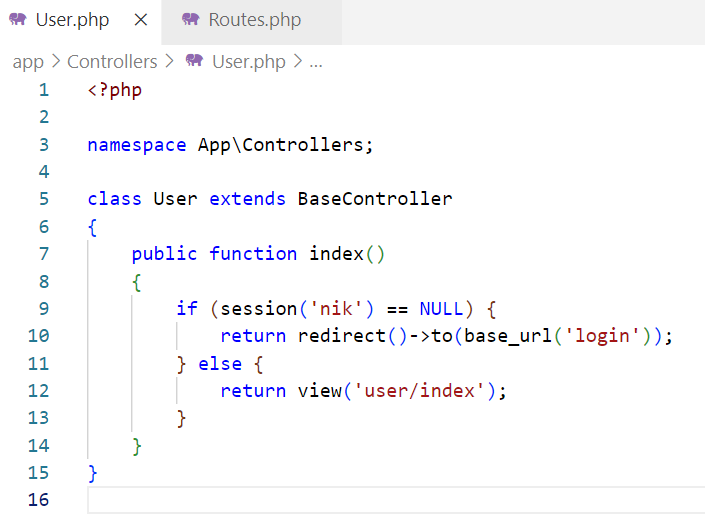 User.php × Routes.php
app > Controllers > User.php > ...
1 <?php
2
3 namespace App\Controllers;
4
5 class User extends BaseController
6 {
7     public function index()
8     {
9         if (session('nik') == NULL) {
10             return redirect()->to(base_url('login'));
11         } else {
12             return view('user/index');
13         }
14     }
15 }
16